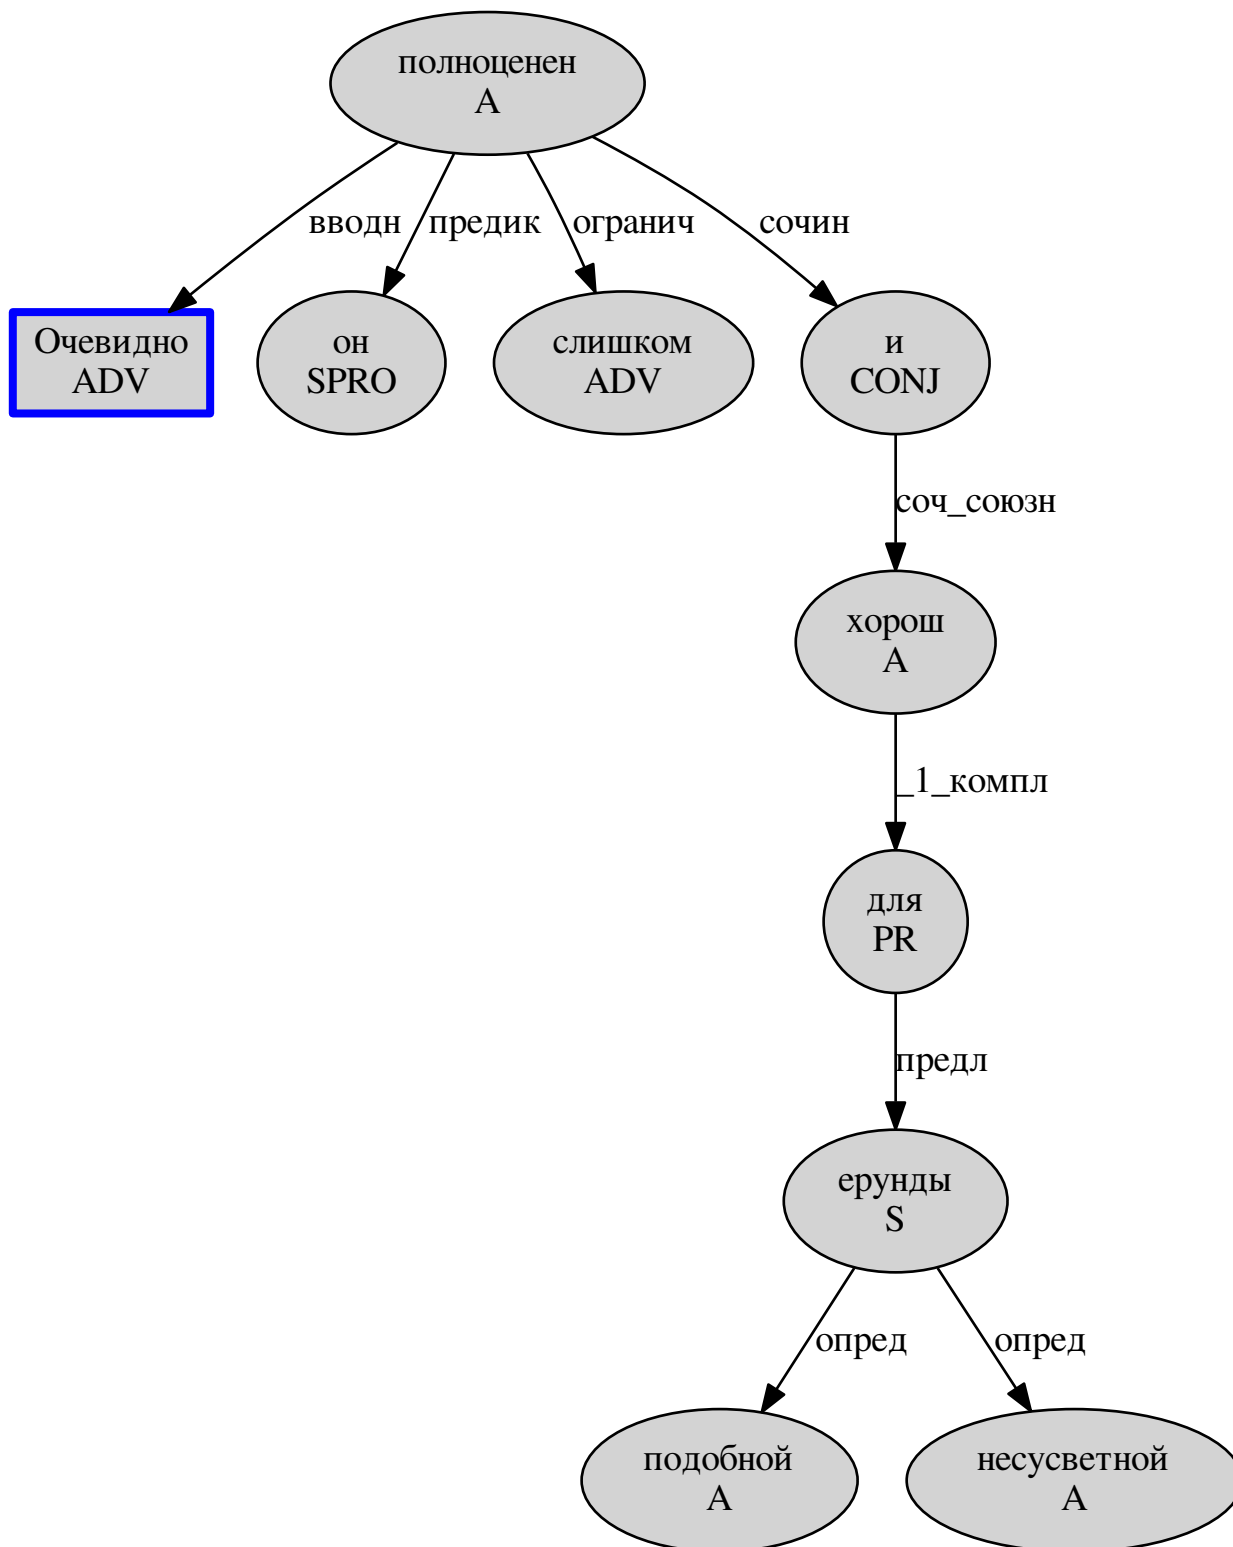 полноценен
A
вводн
предик
огранич
сочин
Очевидно
ADV
он
SPRO
слишком
ADV
и
CONJ
соч_союзн
хорош
A
_1_компл
для
PR
предл
ерунды
S
опред
опред
подобной
A
несусветной
A